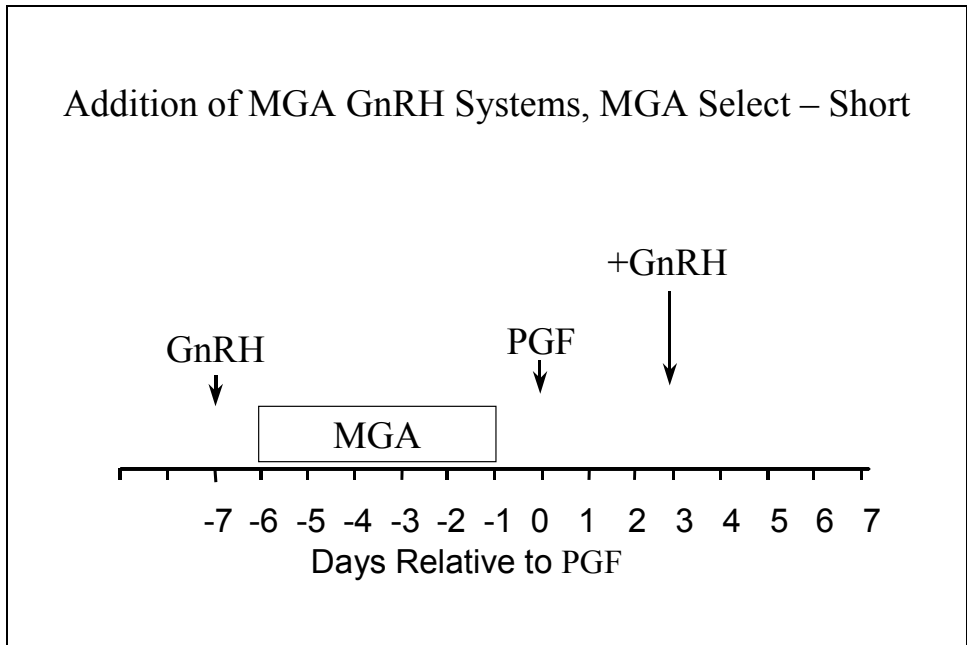 Addition of MGA GnRH Systems, MGA Select – Short
+GnRH
GnRH
PGF
MGA
-7 -6 -5 -4 -3 -2 -1 0 1 2 3 4 5 6 7
Days Relative to PGF